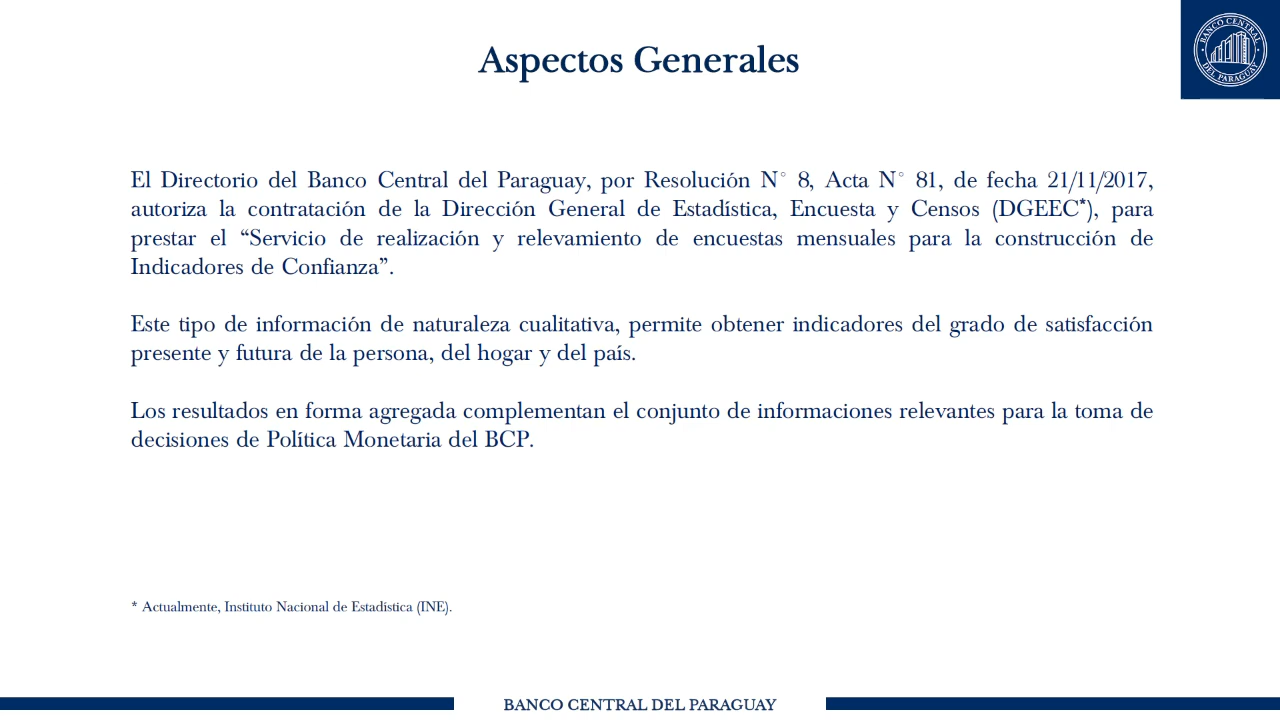 Aspectos Generales
BANCO CENTRAL
DEL PARAGUAY
El Directorio del Banco Central del Paraguay, por Resolución N° 8, Acta N° 81, de fecha 21/11/2017,
autoriza la contratación de la Dirección General de Estadística, Encuesta y Censos (DGEEC*), para
prestar el “Servicio de realización y relevamiento de encuestas mensuales para la construcción de
Indicadores de Confianza”.
Este tipo de información de naturaleza cualitativa, permite obtener indicadores del grado de satisfacción
presente y futura de la persona, del hogar y del país.
Los resultados en forma agregada complementan el conjunto de informaciones relevantes para la toma de
decisiones de Política Monetaria del BCP.
* Actualmente, Instituto Nacional de Estadística (INE).
BANCO CENTRAL DEL PARAGUAY